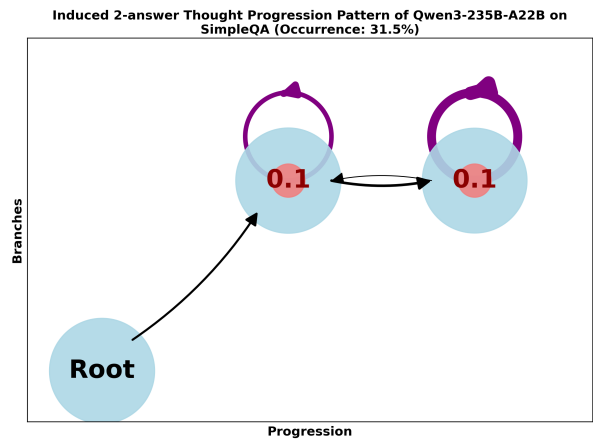 Induced 2-answer Thought Progression Pattern of Qwen3-235B-A22B on
SimpleQA (Occurrence: 31.5%)
0.1
0.1
Root
Branches
Progression